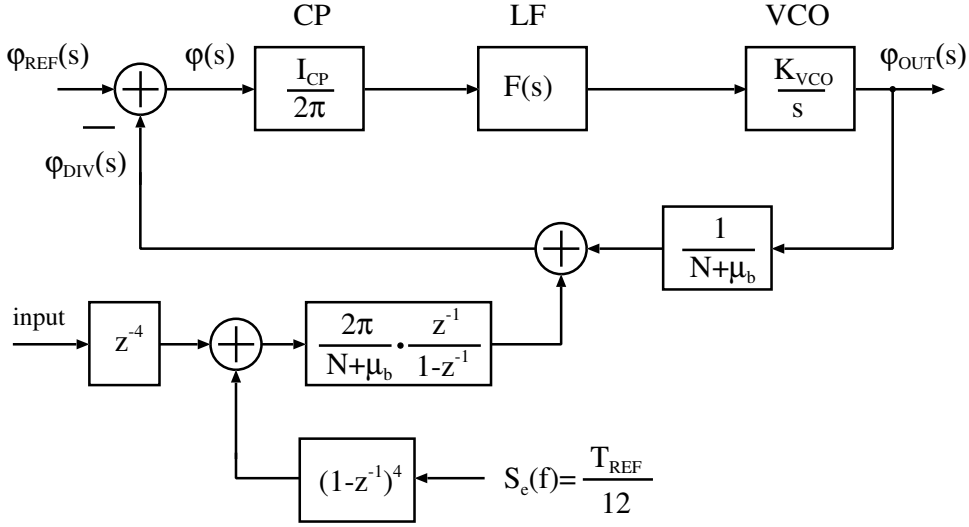 CP LF VCO
φREF(s) φ(s) ICP/2π F(s) KVCO/s φOUT(s)
−
φDIV(s)
1/(N+μb)
input z⁻⁴ 2π/(N+μb) · z⁻¹/(1-z⁻¹)
(1-z⁻¹)⁴ Se(f)= TREF/12